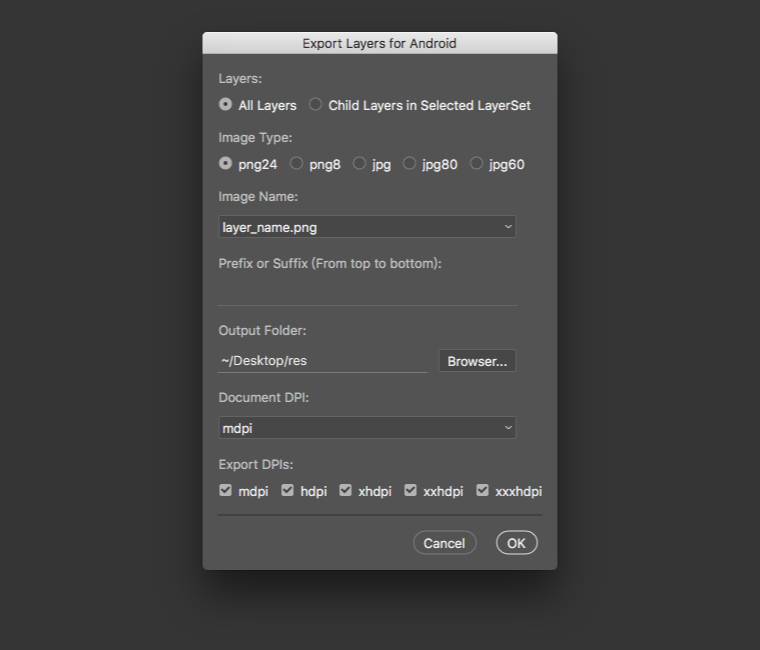 Export Layers for Android
Layers:
All Layers Child Layers in Selected LayerSet
Image Type:
png24 png8 jpg jpg80 jpg60
Image Name:
layer_name.png
Prefix or Suffix (From top to bottom):
Output Folder:
~/Desktop/res Browser...
Document DPI:
mdpi
Export DPIs:
mdpi hdpi xhdpi xxhdpi xxxhdpi
Cancel OK